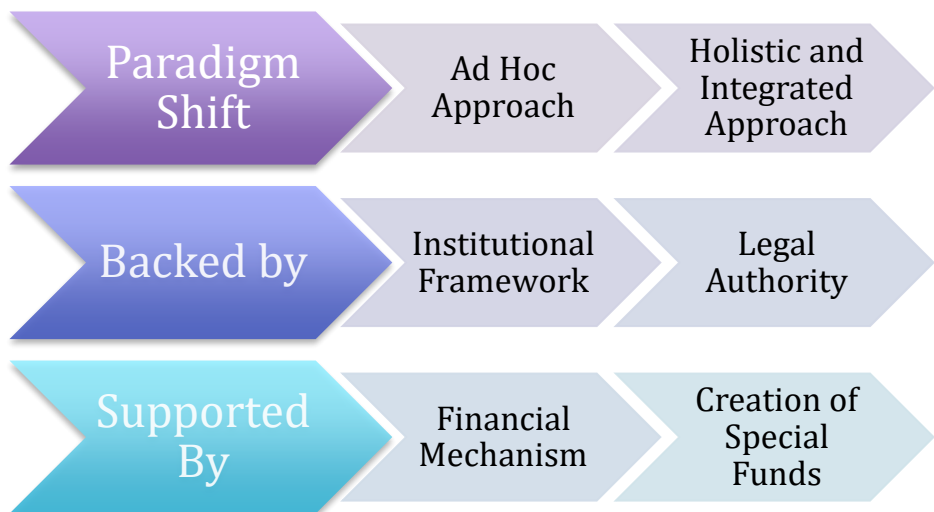 Paradigm
Shift
Ad Hoc
Approach
Holistic and
Integrated
Approach
Backed by
Institutional
Framework
Legal
Authority
Supported
By
Financial
Mechanism
Creation of
Special
Funds